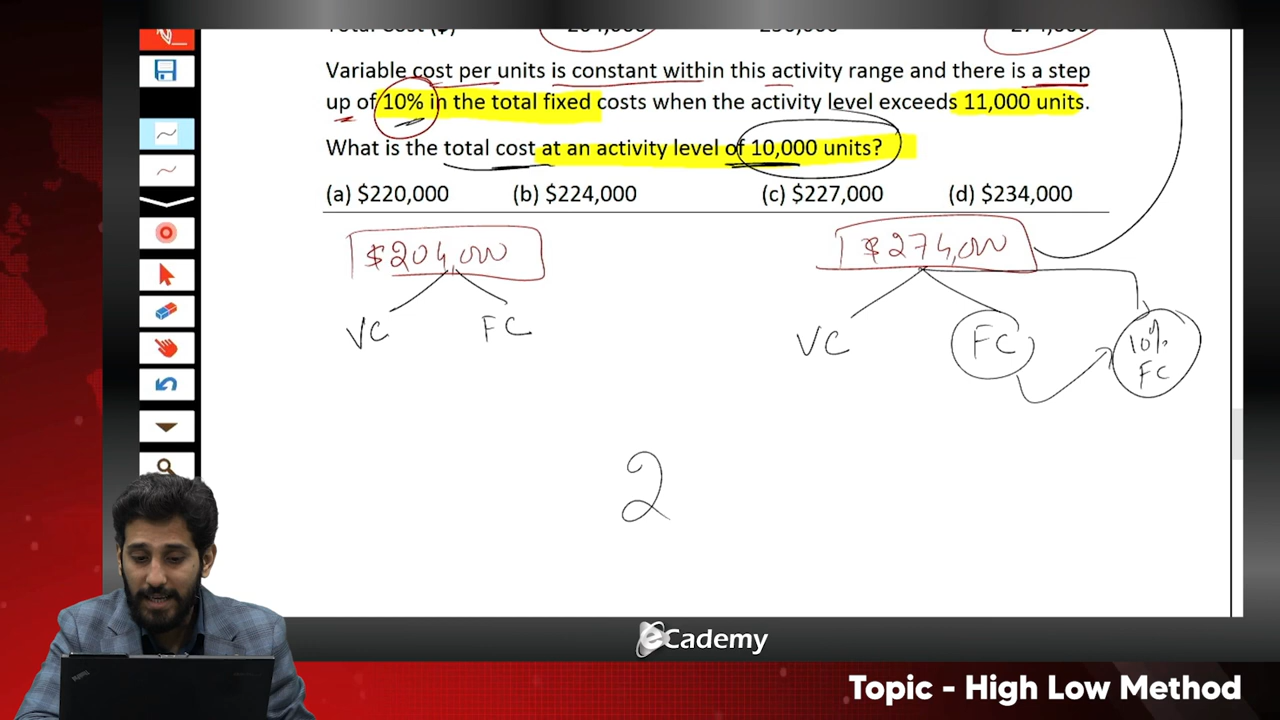 Variable cost per units is constant within this activity range and there is a step
up of 10% in the total fixed costs when the activity level exceeds 11,000 units.
What is the total cost at an activity level of 10,000 units?
(a) $220,000 (b) $224,000 (c) $227,000 (d) $234,000
$204,000 $274,000
VC FC VC FC 10% FC
2
eCademy
Topic - High Low Method